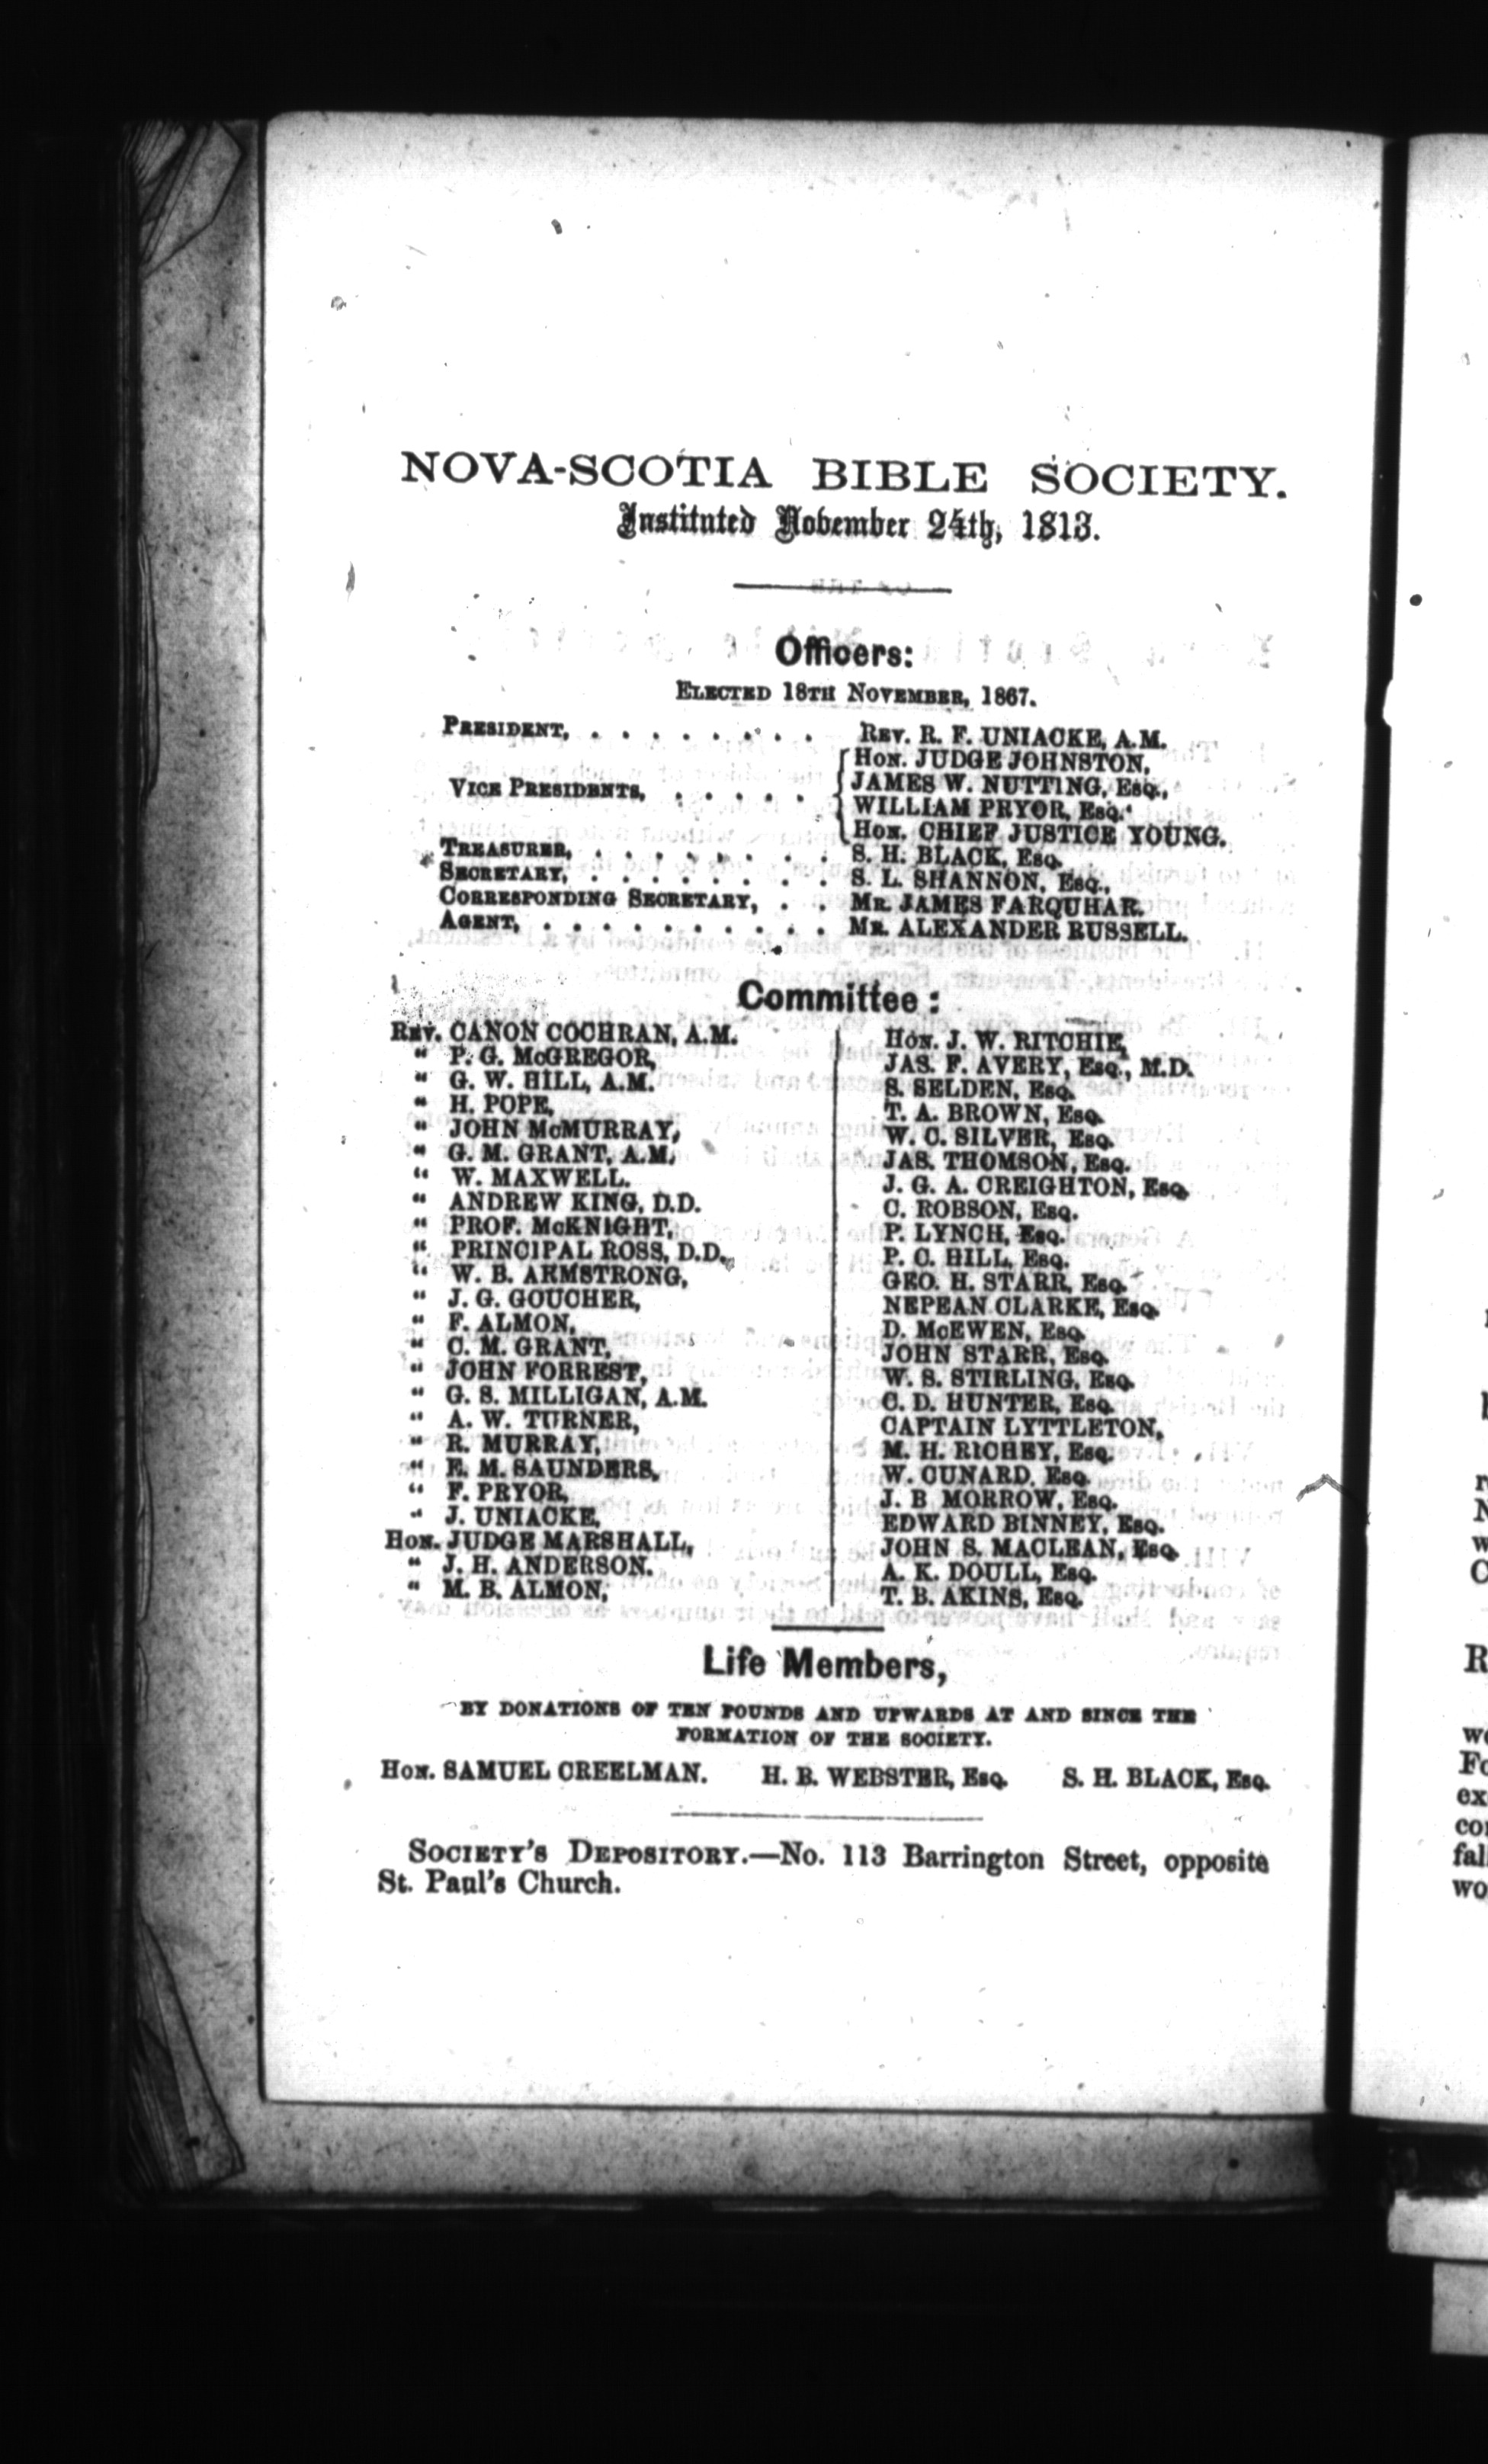 NOVA-SCOTIA BIBLE SOCIETY.
Instituted November 24th, 1813.
Officers:
ELECTED 18TH NOVEMBER, 1867.
PRESIDENT, . . . . . . . . REV. R. F. UNIACKE, A.M.
VICE PRESIDENTS, . . . . .
HON. JUDGE JOHNSTON,
JAMES W. NUTTING, ESQ.,
WILLIAM PRYOR, ESQ.
HON. CHIEF JUSTICE YOUNG.
TREASURER, . . . . . . . . S. H. BLACK, ESQ.
SECRETARY, . . . . . . . . S. L. SHANNON, ESQ.,
CORRESPONDING SECRETARY, . . MR. JAMES FARQUHAR.
AGENT, . . . . . . . . . . . MR. ALEXANDER RUSSELL.
Committee:
REV. CANON COCHRAN, A.M.
" P. G. McGREGOR,
" G. W. HILL, A.M.
" H. POPE,
" JOHN McMURRAY,
" G. M. GRANT, A.M.
" W. MAXWELL.
" ANDREW KING, D.D.
" PROF. McKNIGHT,
" PRINCIPAL ROSS, D.D.
" W. B. ARMSTRONG,
" J. G. GOUCHER,
" F. ALMON,
" C. M. GRANT,
" JOHN FORREST,
" G. S. MILLIGAN, A.M.
" A. W. TURNER,
" R. MURRAY,
" E. M. SAUNDERS,
" F. PRYOR,
" J. UNIACKE,
HON. JUDGE MARSHALL,
" J. H. ANDERSON.
" M. B. ALMON,
HON. J. W. RITCHIE,
JAS. F. AVERY, ESQ., M.D.
S. SELDEN, ESQ.
T. A. BROWN, ESQ.
W. C. SILVER, ESQ.
JAS. THOMSON, ESQ.
J. G. A. CREIGHTON, ESQ.
C. ROBSON, ESQ.
P. LYNCH, ESQ.
P. C. HILL, ESQ.
GEO. H. STARR, ESQ.
NEPEAN CLARKE, ESQ.
D. McEWEN, ESQ.
JOHN STARR, ESQ.
W. S. STIRLING, ESQ.
C. D. HUNTER, ESQ.
CAPTAIN LYTTLETON,
M. H. RICHEY, ESQ.
W. CUNARD, ESQ.
J. B MORROW, ESQ.
EDWARD BINNEY, ESQ.
JOHN S. MACLEAN, ESQ.
A. K. DOULL, ESQ.
T. B. AKINS, ESQ.
Life Members,
BY DONATIONS OF TEN POUNDS AND UPWARDS AT AND SINCE THE
FORMATION OF THE SOCIETY.
HON. SAMUEL CREELMAN. H. B. WEBSTER, ESQ. S. H. BLACK, ESQ.
SOCIETY'S DEPOSITORY.—No. 113 Barrington Street, opposite
St. Paul's Church.